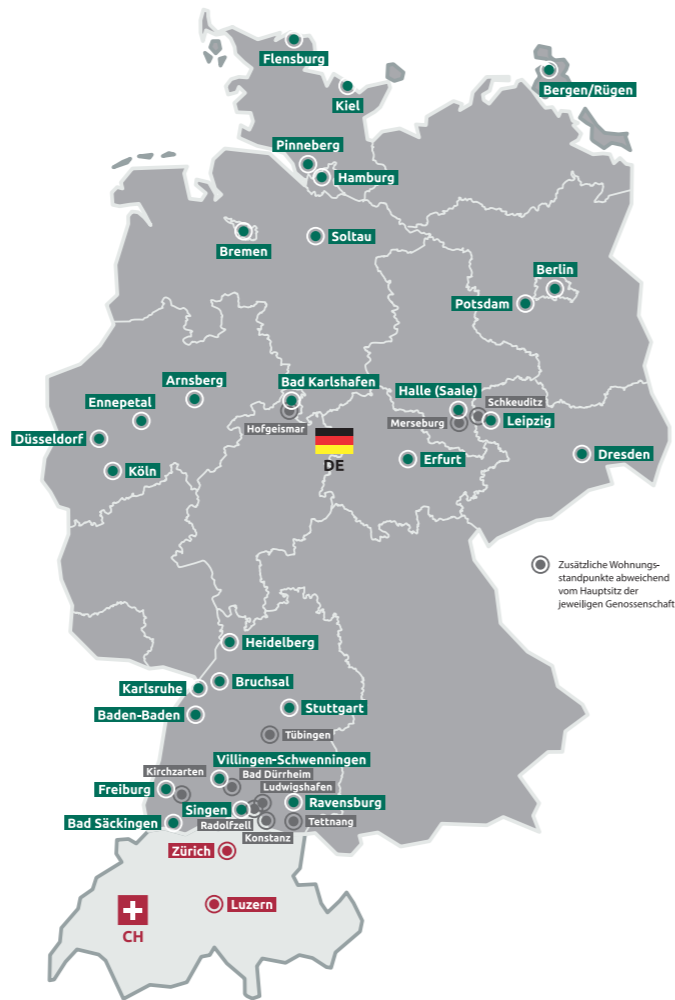 Flensburg
Kiel
Bergen/Rügen
Pinneberg
Hamburg
Bremen
Soltau
Berlin
Potsdam
Arnsberg
Bad Karlshafen
Ennepetal
Halle (Saale)
Schkeuditz
Hofgeismar
Merseburg
Leipzig
Düsseldorf
DE
Erfurt
Dresden
Köln
Zusätzliche Wohnungs-
standpunkte abweichend
vom Hauptsitz der
jeweiligen Genossenschaft
Heidelberg
Karlsruhe
Bruchsal
Baden-Baden
Stuttgart
Tübingen
Villingen-Schwenningen
Kirchzarten
Bad Dürrheim
Freiburg
Ludwigshafen
Singen
Ravensburg
Bad Säckingen
Radolfzell
Tettnang
Konstanz
Zürich
Luzern
CH